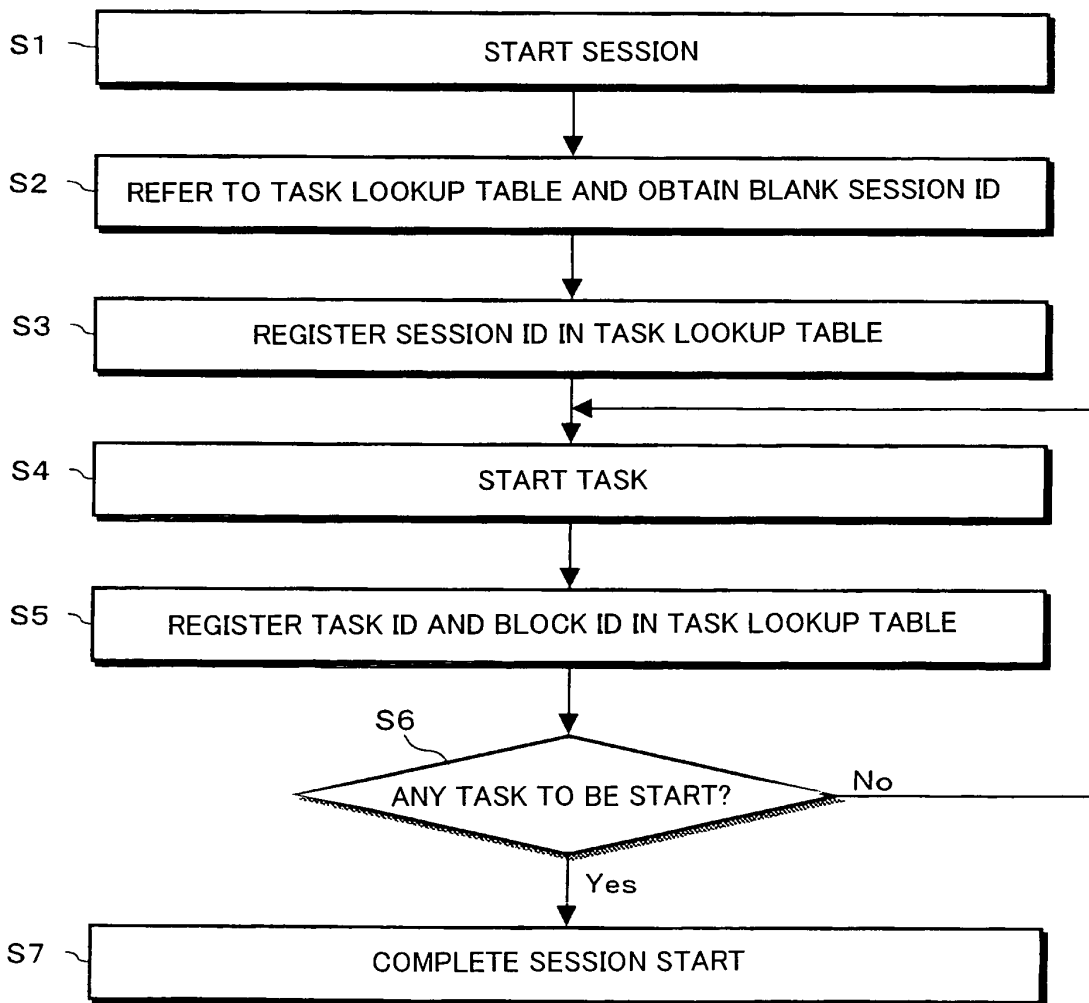 S1 START SESSION
S2 REFER TO TASK LOOKUP TABLE AND OBTAIN BLANK SESSION ID
S3 REGISTER SESSION ID IN TASK LOOKUP TABLE
S4 START TASK
S5 REGISTER TASK ID AND BLOCK ID IN TASK LOOKUP TABLE
S6
ANY TASK TO BE START? No
Yes
S7 COMPLETE SESSION START